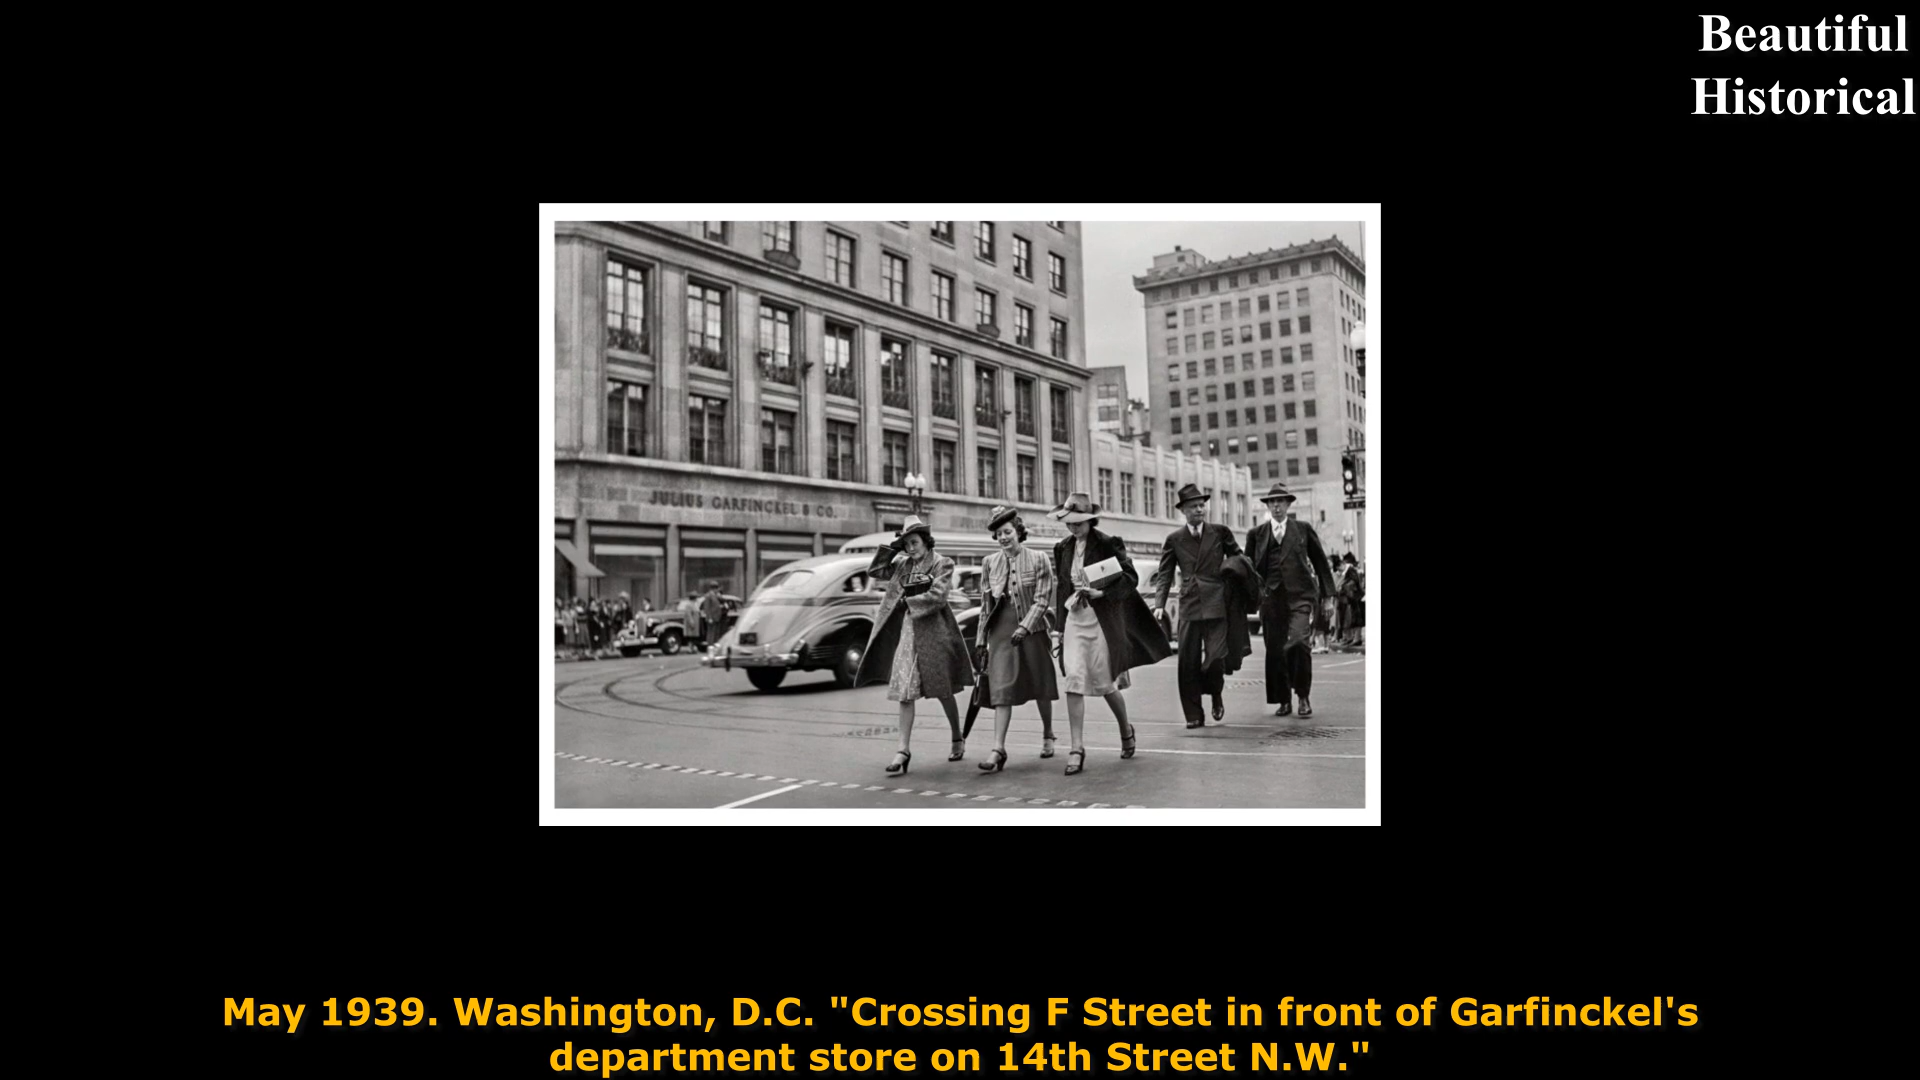 Beautiful
Historical
JULIUS GARFINCKEL & CO.
May 1939. Washington, D.C. "Crossing F Street in front of Garfinckel's
department store on 14th Street N.W."